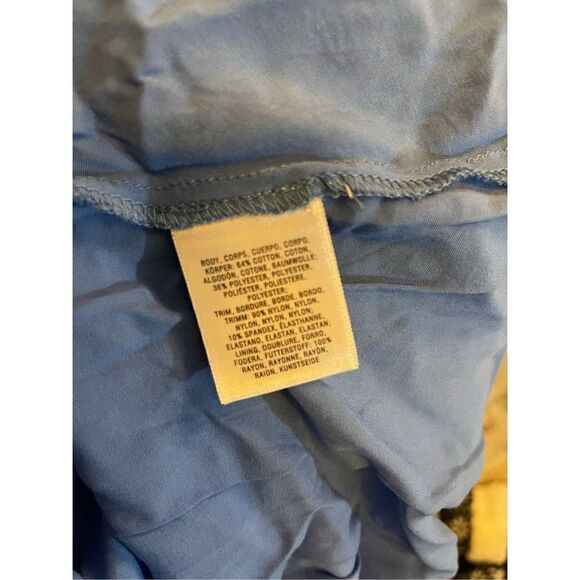 BODY, CORPS, CUERPO, CORPO,
KÖRPER: 64% COTTON, COTON,
ALGODÓN, COTONE, BAUMWOLLE;
36% POLYESTER, POLYESTER,
POLIÉSTER, POLIESTERE,
POLYESTER;
TRIM, BORDURE, BORDE, BORDO,
TRIMM: 90% NYLON, NYLON,
NYLON, NYLON, NYLON;
10% SPANDEX, ÉLASTHANNE,
ELASTANO, ELASTAN, ELASTAN;
LINING, DOUBLURE, FORRO,
FODERA, FUTTERSTOFF: 100%
RAYON, RAYONNE, RAYÓN,
RAION, KUNSTSEIDE